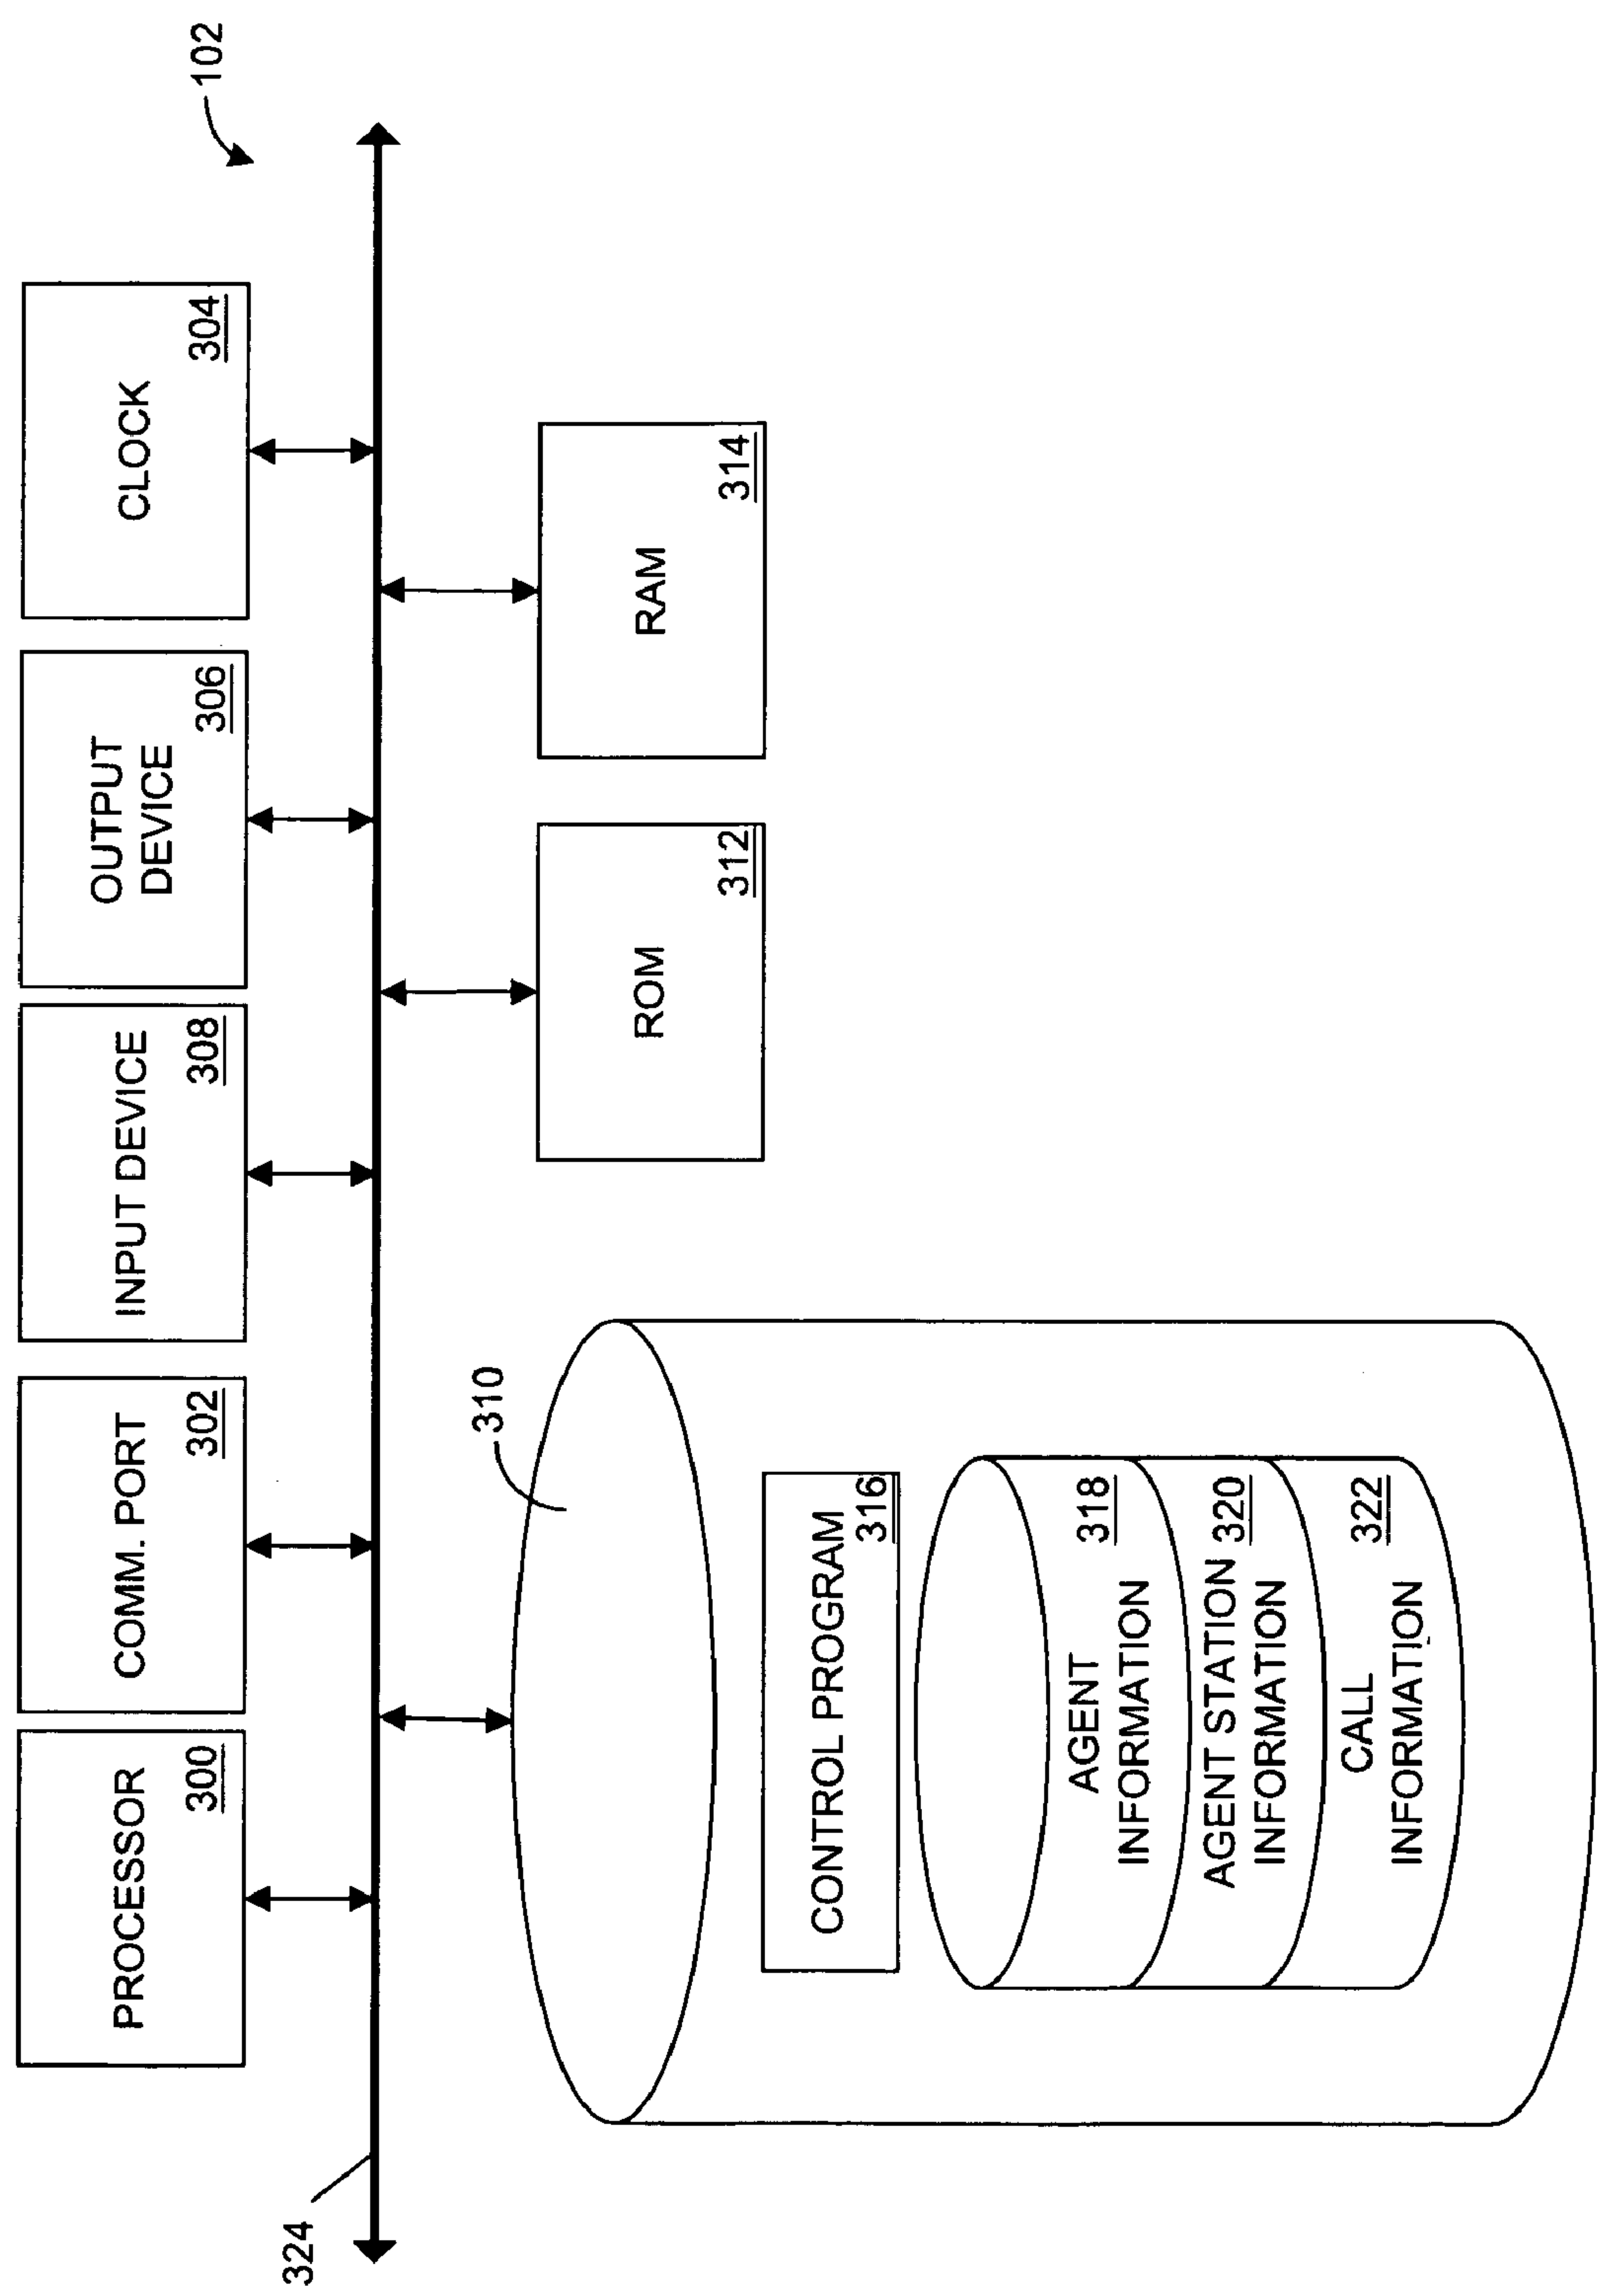 102
PROCESSOR
300
COMM. PORT
302
INPUT DEVICE
308
OUTPUT
DEVICE
306
CLOCK
304
324
310
ROM
312
RAM
314
CONTROL PROGRAM
316
AGENT
INFORMATION
318
AGENT STATION
INFORMATION
320
CALL
INFORMATION
322